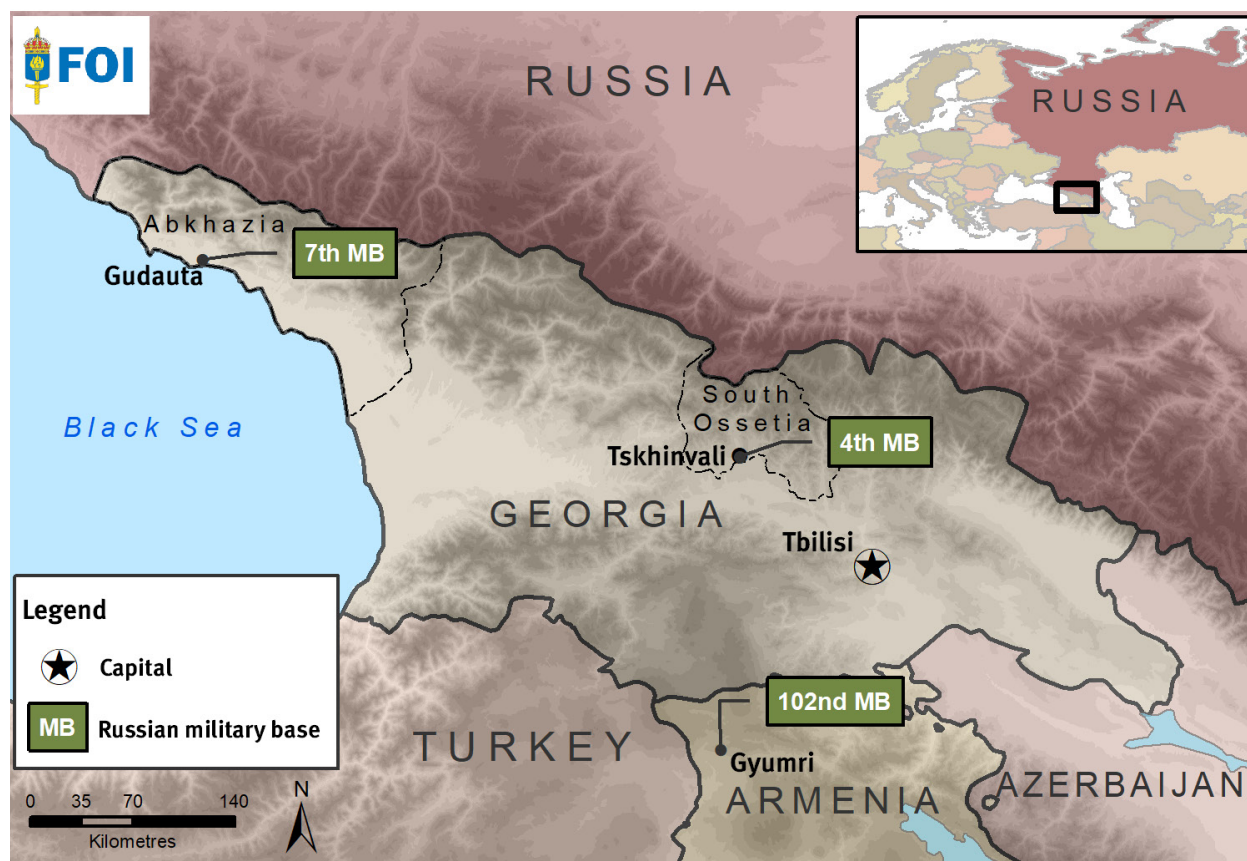 FOI
RUSSIA
RUSSIA
Abkhazia
7th MB
Gudauta
Black Sea
South
Ossetia
4th MB
Tskhinvali
GEORGIA
Tbilisi
Legend
Capital
MB
Russian military base
102nd MB
TURKEY
Gyumri
ARMENIA
AZERBAIJAN
0 35 70 140
Kilometres
N